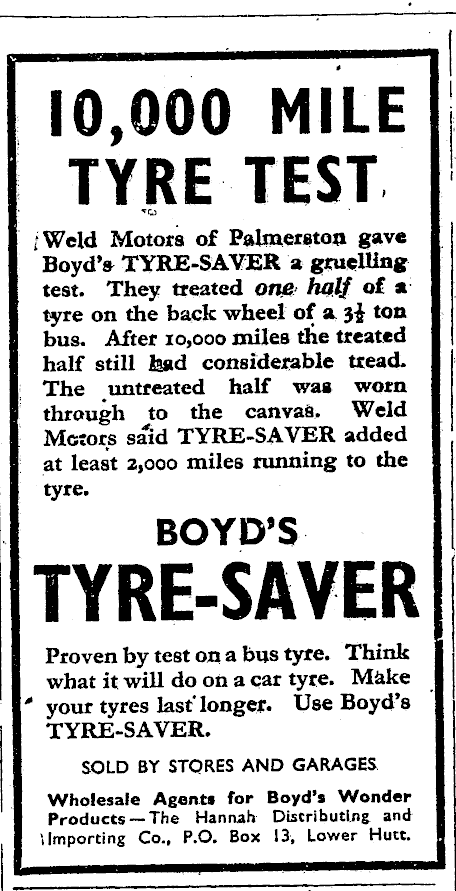 10,000 MILE
TYRE TEST
Weld Motors of Palmerston gave
Boyd's TYRE-SAVER a gruelling
test. They treated one half of a
tyre on the back wheel of a 3½ ton
bus. After 10,000 miles the treated
half still had considerable tread.
The untreated half was worn
through to the canvas. Weld
Motors said TYRE-SAVER added
at least 2,000 miles running to the
tyre.
BOYD'S
TYRE-SAVER
Proven by test on a bus tyre. Think
what it will do on a car tyre. Make
your tyres last longer. Use Boyd's
TYRE-SAVER.
SOLD BY STORES AND GARAGES
Wholesale Agents for Boyd's Wonder
Products—The Hannah Distributing and
Importing Co., P.O. Box 13, Lower Hutt.